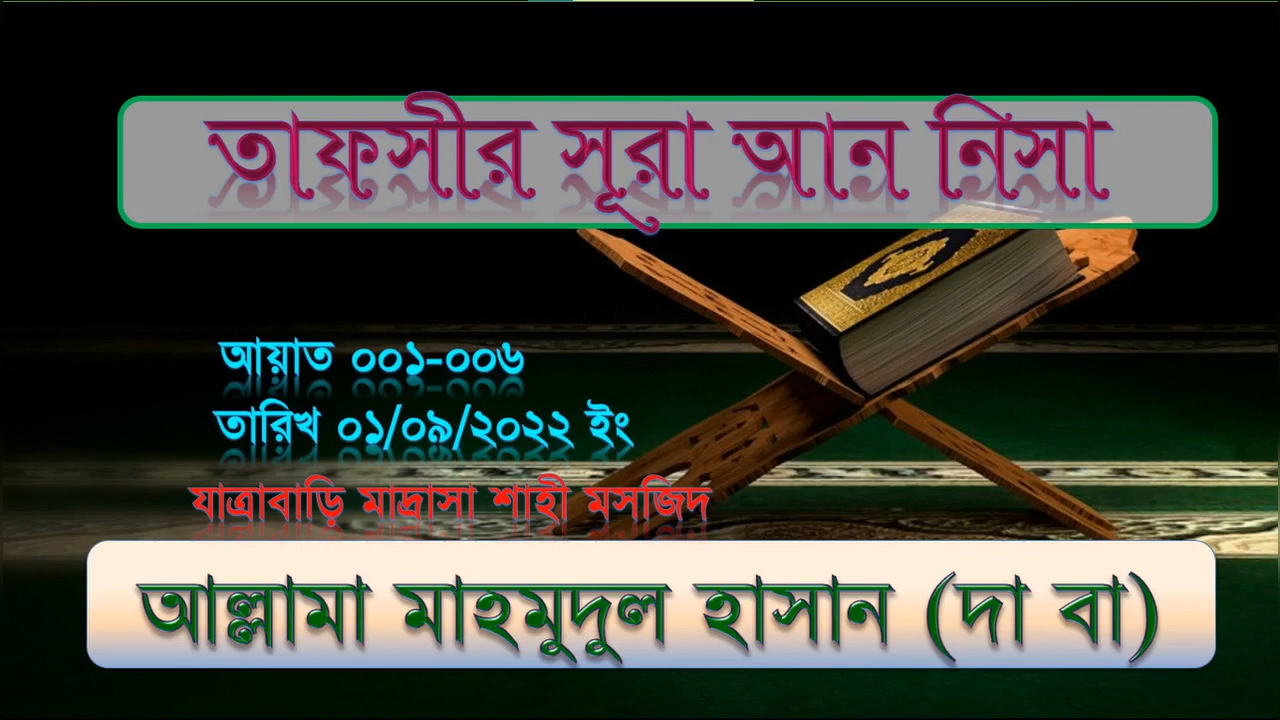 তাফসীর সূরা আন নিসা
আয়াত ০০১-০০৬
তারিখ ০১/০৯/২০২২ ইং
যাত্রাবাড়ি মাদ্রাসা শাহী মসজিদ
আল্লামা মাহমুদুল হাসান (দা বা)